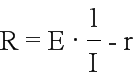 R = E · 1/I - r